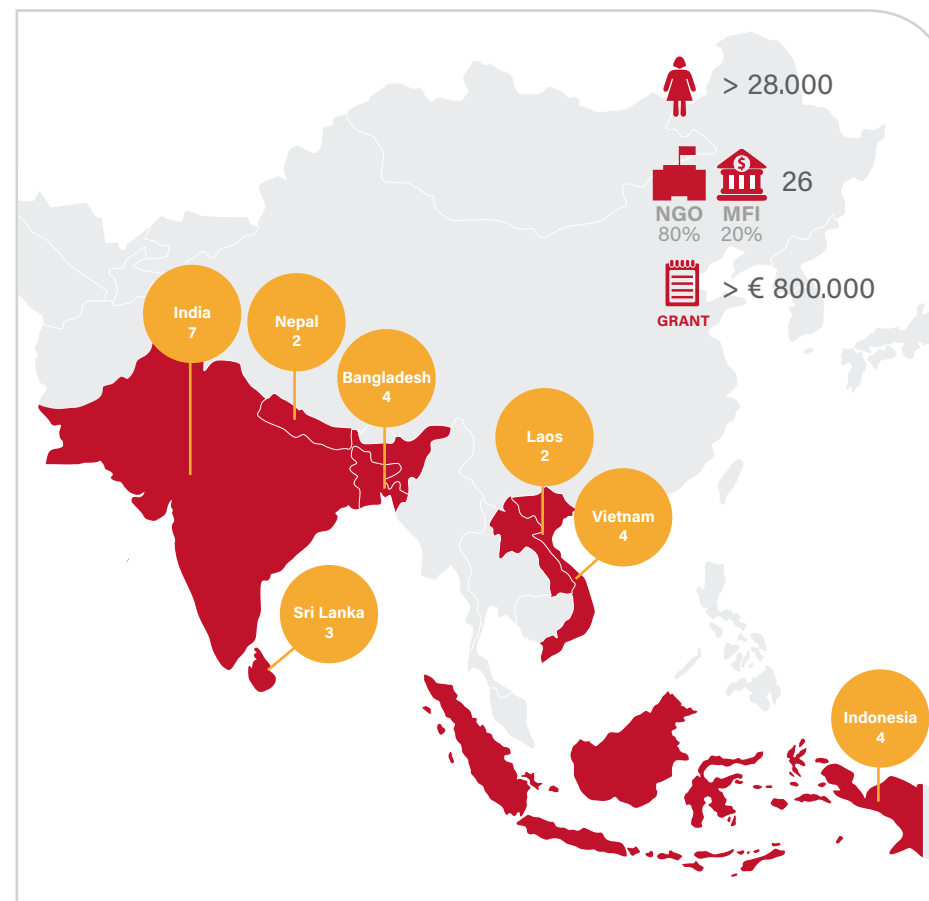 > 28.000
26
NGO MFI
80% 20%
$
> € 800.000
GRANT
India
7
Nepal
2
Bangladesh
4
Laos
2
Vietnam
4
Sri Lanka
3
Indonesia
4